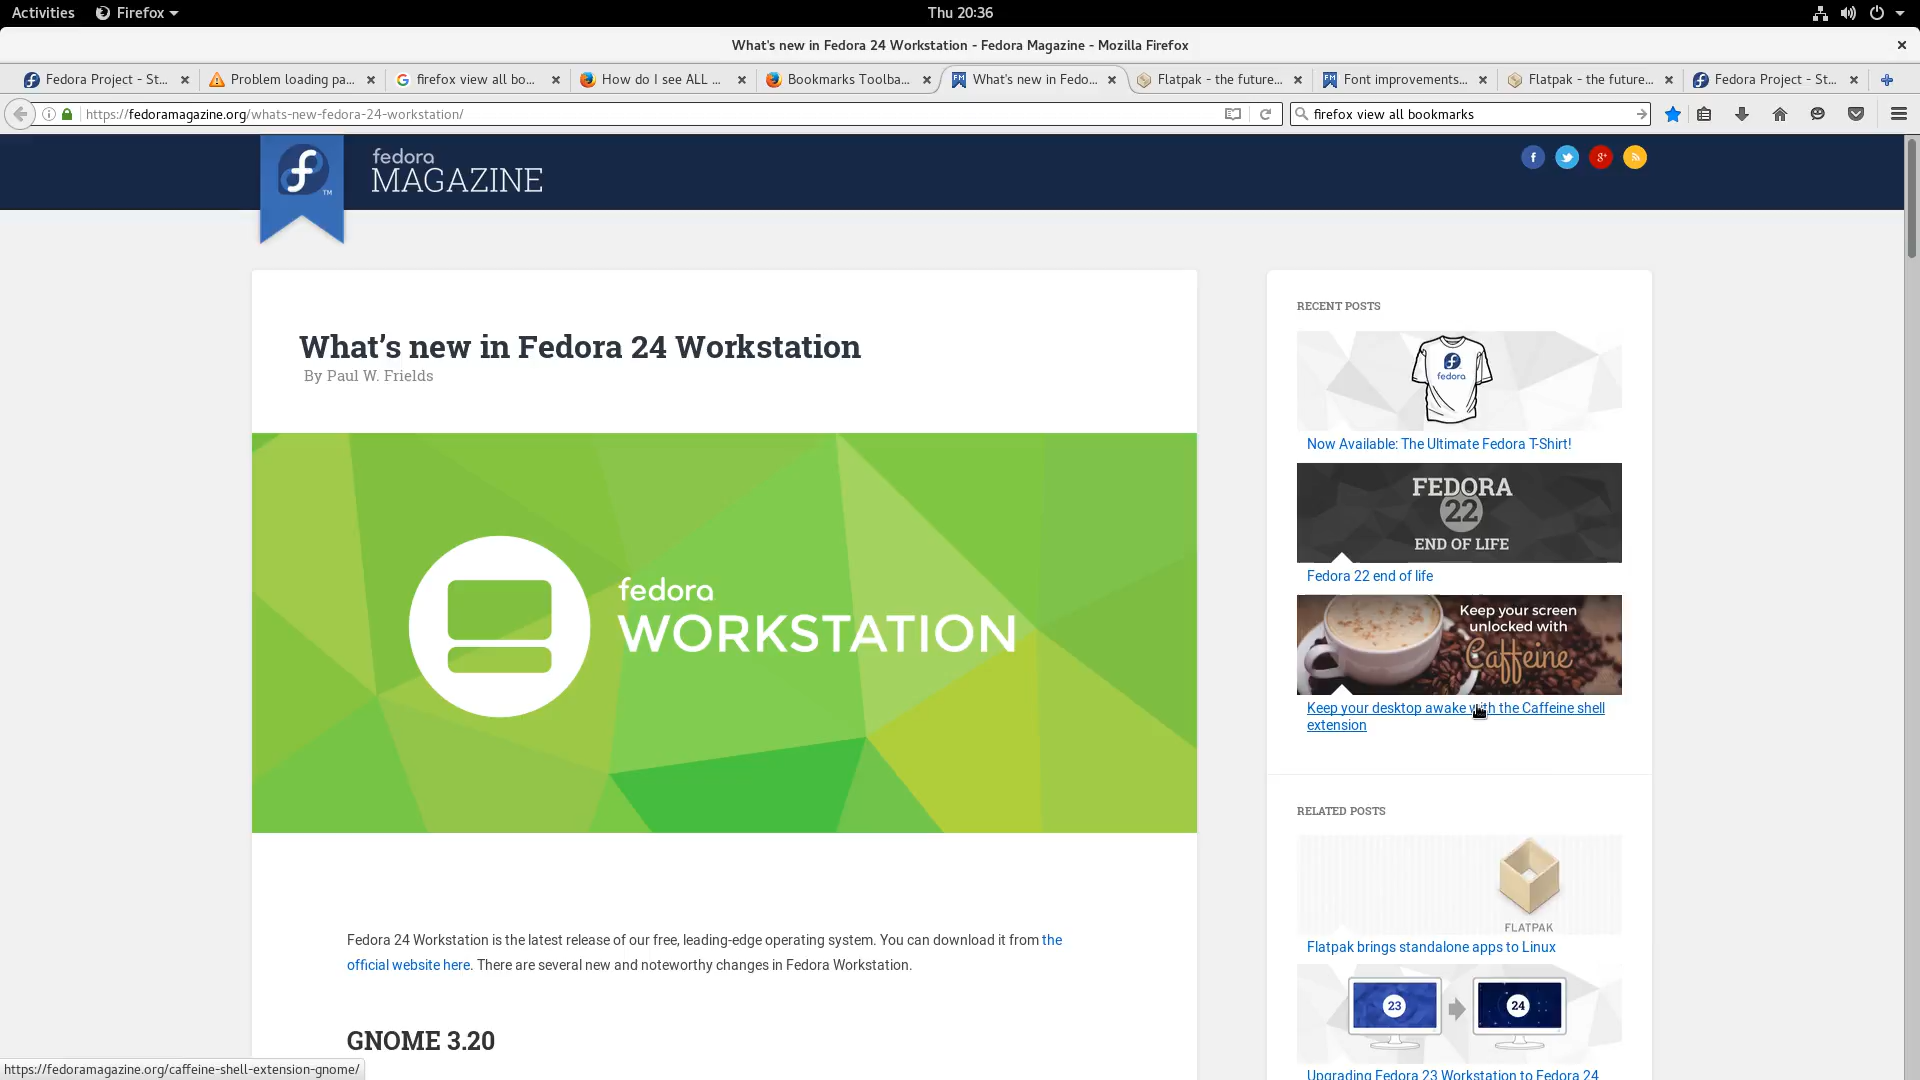 Activities
Firefox
Thu 20:36
What's new in Fedora 24 Workstation - Fedora Magazine - Mozilla Firefox
Fedora Project - St...
Problem loading pa...
firefox view all bo...
How do I see ALL ...
Bookmarks Toolba...
What's new in Fedo...
Flatpak - the future...
Font improvements...
Flatpak - the future...
Fedora Project - St...
https://fedoramagazine.org/whats-new-fedora-24-workstation/
firefox view all bookmarks
fedora
MAGAZINE
TM
What's new in Fedora 24 Workstation
By Paul W. Frields
fedora
WORKSTATION
Fedora 24 Workstation is the latest release of our free, leading-edge operating system. You can download it from the
official website here. There are several new and noteworthy changes in Fedora Workstation.
GNOME 3.20
RECENT POSTS
fedora
Now Available: The Ultimate Fedora T-Shirt!
FEDORA
22
END OF LIFE
Fedora 22 end of life
Keep your screen
unlocked with
Caffeine
Keep your desktop awake with the Caffeine shell
extension
RELATED POSTS
FLATPAK
Flatpak brings standalone apps to Linux
23
24
Upgrading Fedora 23 Workstation to Fedora 24
https://fedoramagazine.org/caffeine-shell-extension-gnome/